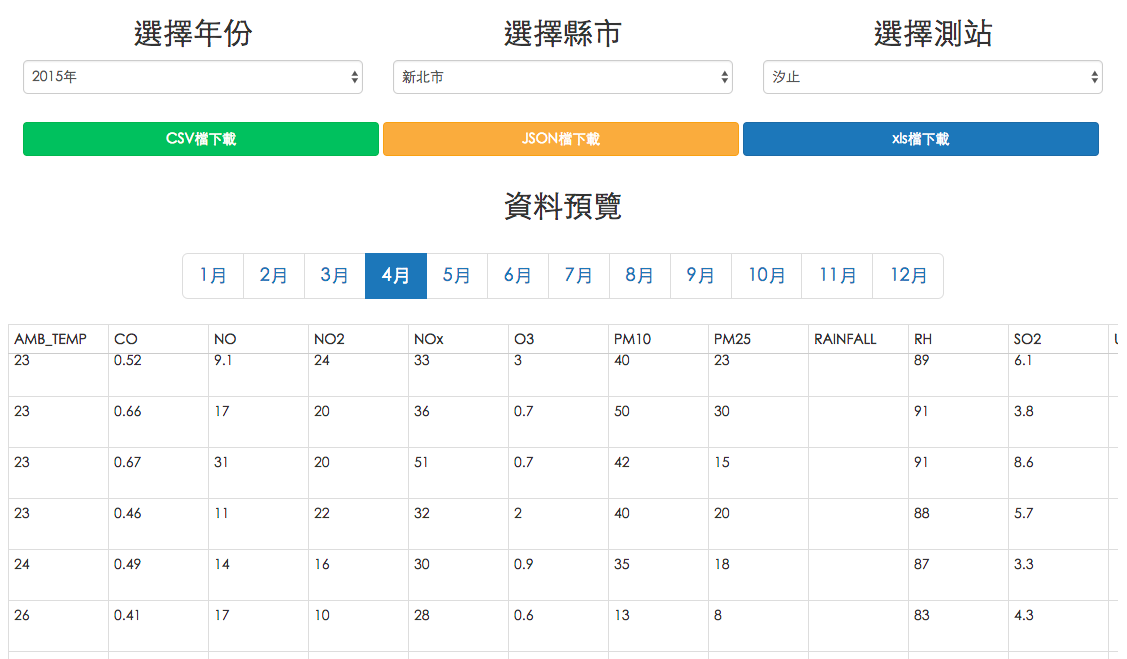 選擇年份 選擇縣市 選擇測站
2015年 新北市 汐止
CSV檔下載 JSON檔下載 xls檔下載
資料預覽
1月 2月 3月 4月 5月 6月 7月 8月 9月 10月 11月 12月
AMB_TEMP CO NO NO2 NOx O3 PM10 PM25 RAINFALL RH SO2
23 0.52 9.1 24 33 3 40 23 89 6.1
23 0.66 17 20 36 0.7 50 30 91 3.8
23 0.67 31 20 51 0.7 42 15 91 8.6
23 0.46 11 22 32 2 40 20 88 5.7
24 0.49 14 16 30 0.9 35 18 87 3.3
26 0.41 17 10 28 0.6 13 8 83 4.3